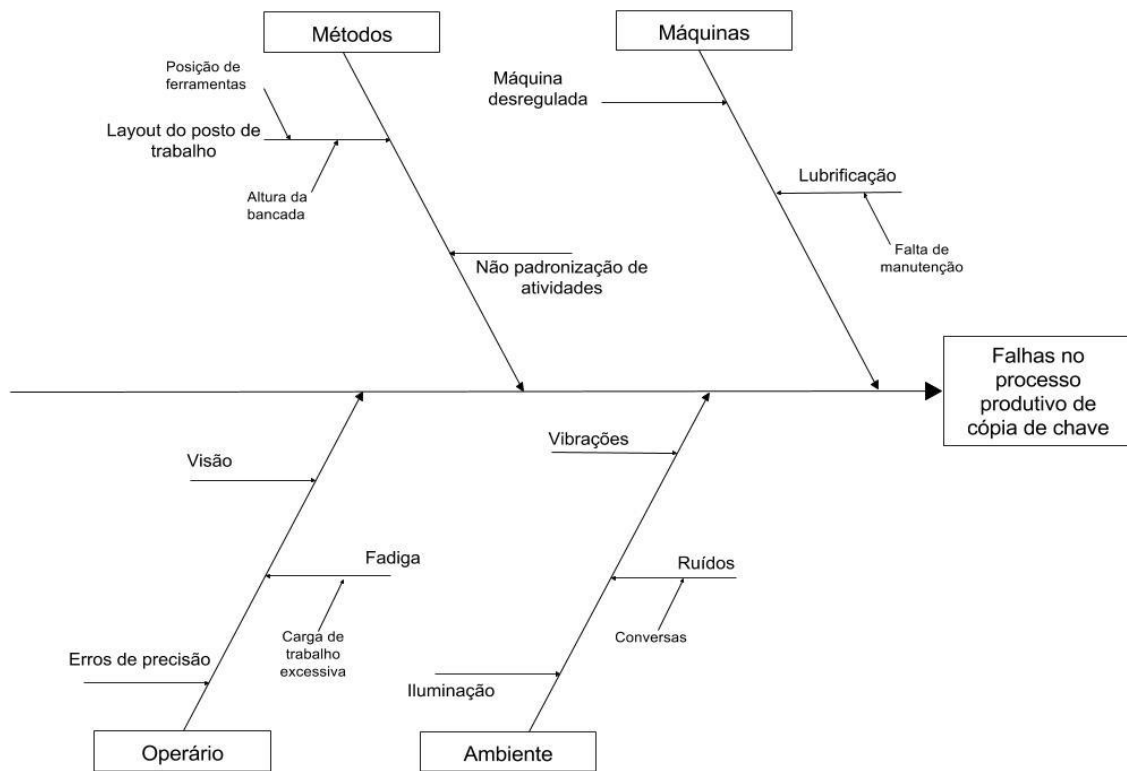 Métodos
Máquinas
Posição de
ferramentas
Máquina
desregulada
Layout do posto de
trabalho
Lubrificação
Altura da
bancada
Falta de
manutenção
Não padronização de
atividades
Falhas no
processo
produtivo de
cópia de chave
Vibrações
Visão
Fadiga
Ruídos
Carga de
trabalho
excessiva
Conversas
Erros de precisão
Iluminação
Operário
Ambiente